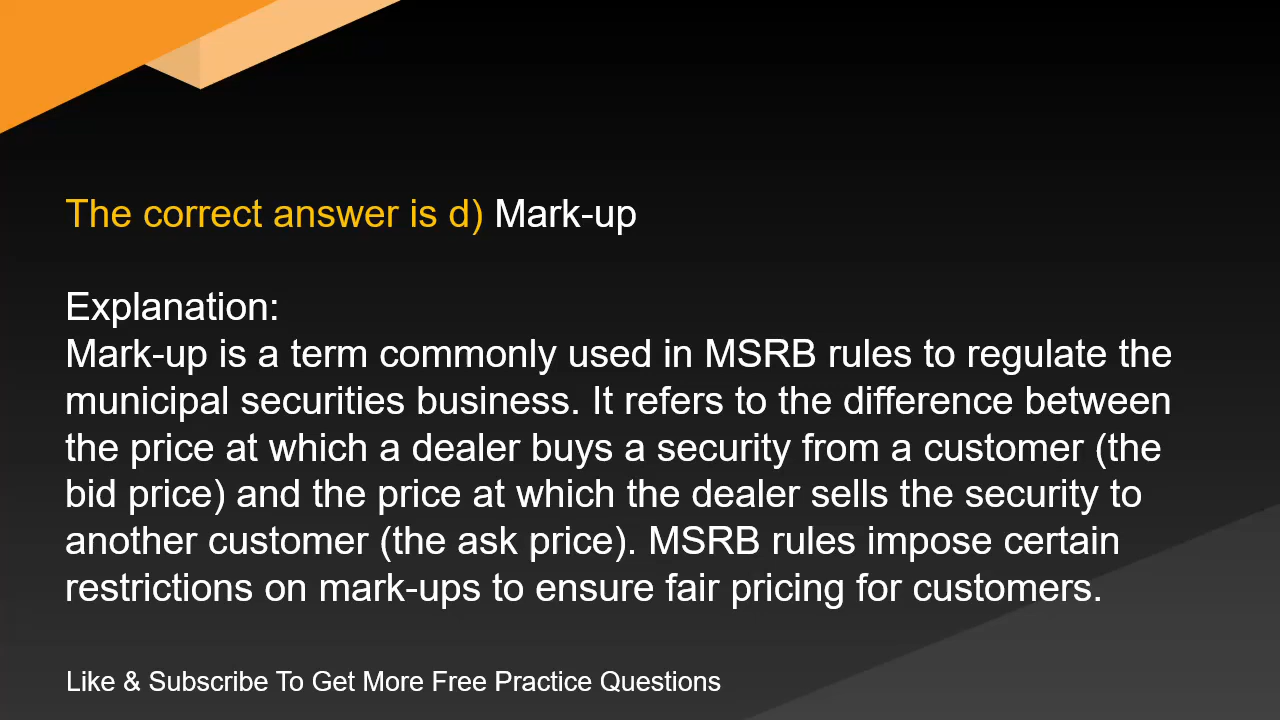 The correct answer is d) Mark-up
Explanation:
Mark-up is a term commonly used in MSRB rules to regulate the
municipal securities business. It refers to the difference between
the price at which a dealer buys a security from a customer (the
bid price) and the price at which the dealer sells the security to
another customer (the ask price). MSRB rules impose certain
restrictions on mark-ups to ensure fair pricing for customers.
Like & Subscribe To Get More Free Practice Questions